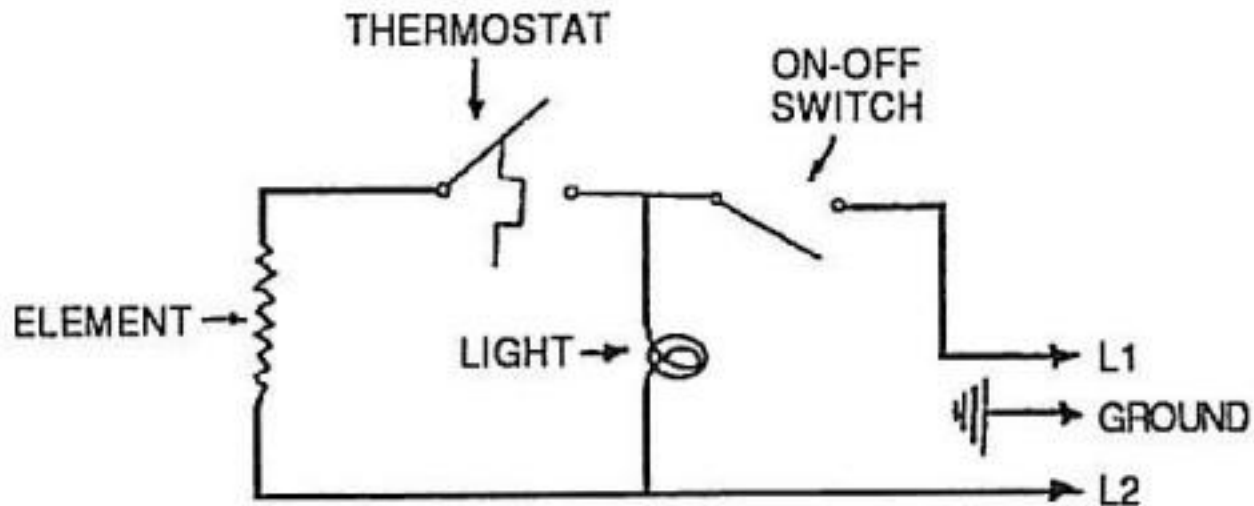 THERMOSTAT
ON-OFF
SWITCH
ELEMENT
LIGHT
L1
GROUND
L2